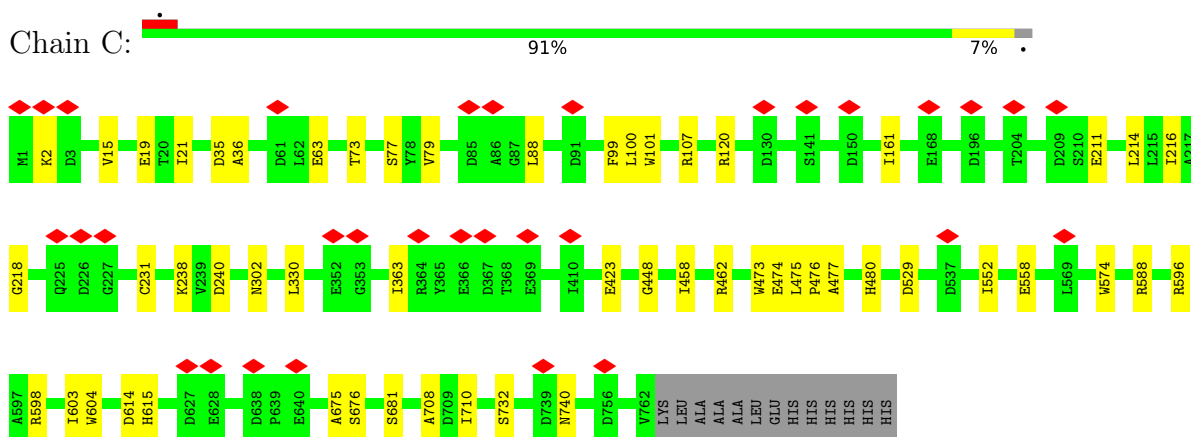 Chain C:
91% 7%
M1 K2 D3 V15 E19 T20 I21 D35 A36 D61 L62 E63 T73 S77 Y78 V79 D85 A86 G87 L88 D91 F99 L100 W101 R107 R120 D130 S141 D150 I161 E168 D196 T204 D209 S210 E211 L214 L215 I216 A217
G218 Q225 D226 G227 C231 K238 V239 D240 N302 L330 E352 G353 I363 R364 Y365 E366 D367 T368 E369 I410 E423 G448 I458 R462 W473 E474 L475 P476 A477 H480 D529 D537 I552 E558 L569 W574 R588 R596
A597 R598 I603 W604 D614 H615 D627 E628 D638 P639 E640 A675 S676 S681 A708 D709 I710 S732 D739 N740 D756 V762 LYS LEU ALA ALA ALA LEU GLU HIS HIS HIS HIS HIS HIS